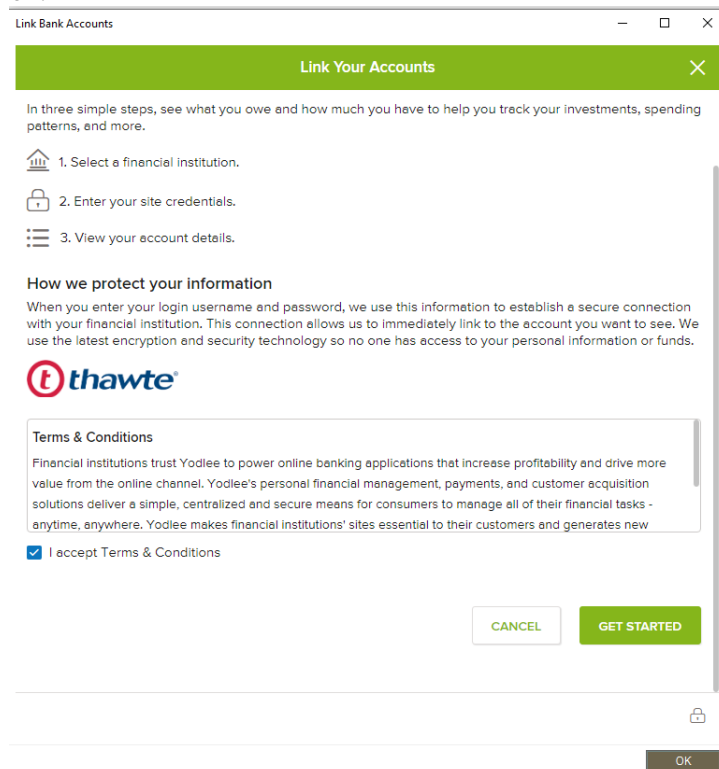 Link Bank Accounts
Link Your Accounts
In three simple steps, see what you owe and how much you have to help you track your investments, spending
patterns, and more.
1. Select a financial institution.
2. Enter your site credentials.
3. View your account details.
How we protect your information
When you enter your login username and password, we use this information to establish a secure connection
with your financial institution. This connection allows us to immediately link to the account you want to see. We
use the latest encryption and security technology so no one has access to your personal information or funds.
t thawte
Terms & Conditions
Financial institutions trust Yodlee to power online banking applications that increase profitability and drive more
value from the online channel. Yodlee's personal financial management, payments, and customer acquisition
solutions deliver a simple, centralized and secure means for consumers to manage all of their financial tasks -
anytime, anywhere. Yodlee makes financial institutions' sites essential to their customers and generates new
I accept Terms & Conditions
CANCEL
GET STARTED
OK